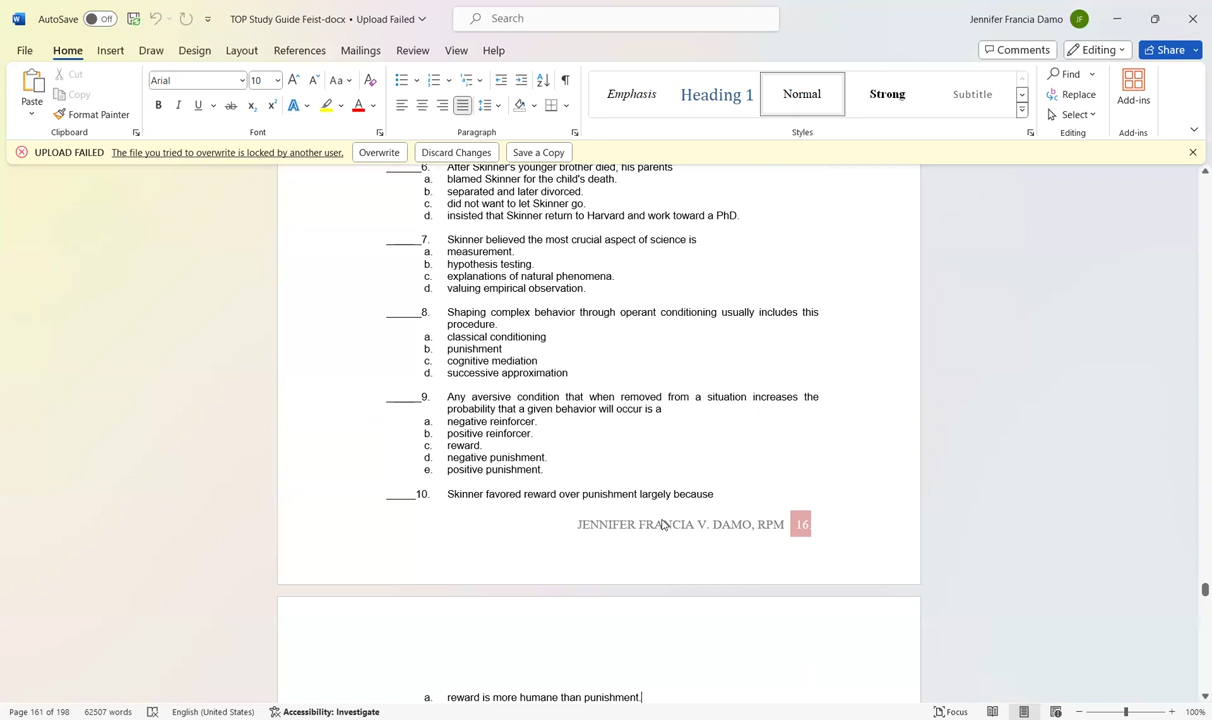 AutoSave Off TOP Study Guide Feist-docx • Upload Failed Search Jennifer Francia Damo JF
File Home Insert Draw Design Layout References Mailings Review View Help Comments Editing Share
Paste Cut Copy Format Painter Arial 10 Emphasis Heading 1 Normal Strong Subtitle Find Replace Select Add-ins
Clipboard Font Paragraph Styles Editing Add-ins
UPLOAD FAILED The file you tried to overwrite is locked by another user. Overwrite Discard Changes Save a Copy
______6. After Skinner's younger brother died, his parents
a. blamed Skinner for the child's death.
b. separated and later divorced.
c. did not want to let Skinner go.
d. insisted that Skinner return to Harvard and work toward a PhD.
______7. Skinner believed the most crucial aspect of science is
a. measurement.
b. hypothesis testing.
c. explanations of natural phenomena.
d. valuing empirical observation.
______8. Shaping complex behavior through operant conditioning usually includes this
procedure.
a. classical conditioning
b. punishment
c. cognitive mediation
d. successive approximation
______9. Any aversive condition that when removed from a situation increases the
probability that a given behavior will occur is a
a. negative reinforcer.
b. positive reinforcer.
c. reward.
d. negative punishment.
e. positive punishment.
_____10. Skinner favored reward over punishment largely because
JENNIFER FRANCIA V. DAMO, RPM 16
a. reward is more humane than punishment.
Page 161 of 198 62507 words English (United States) Accessibility: Investigate Focus 100%